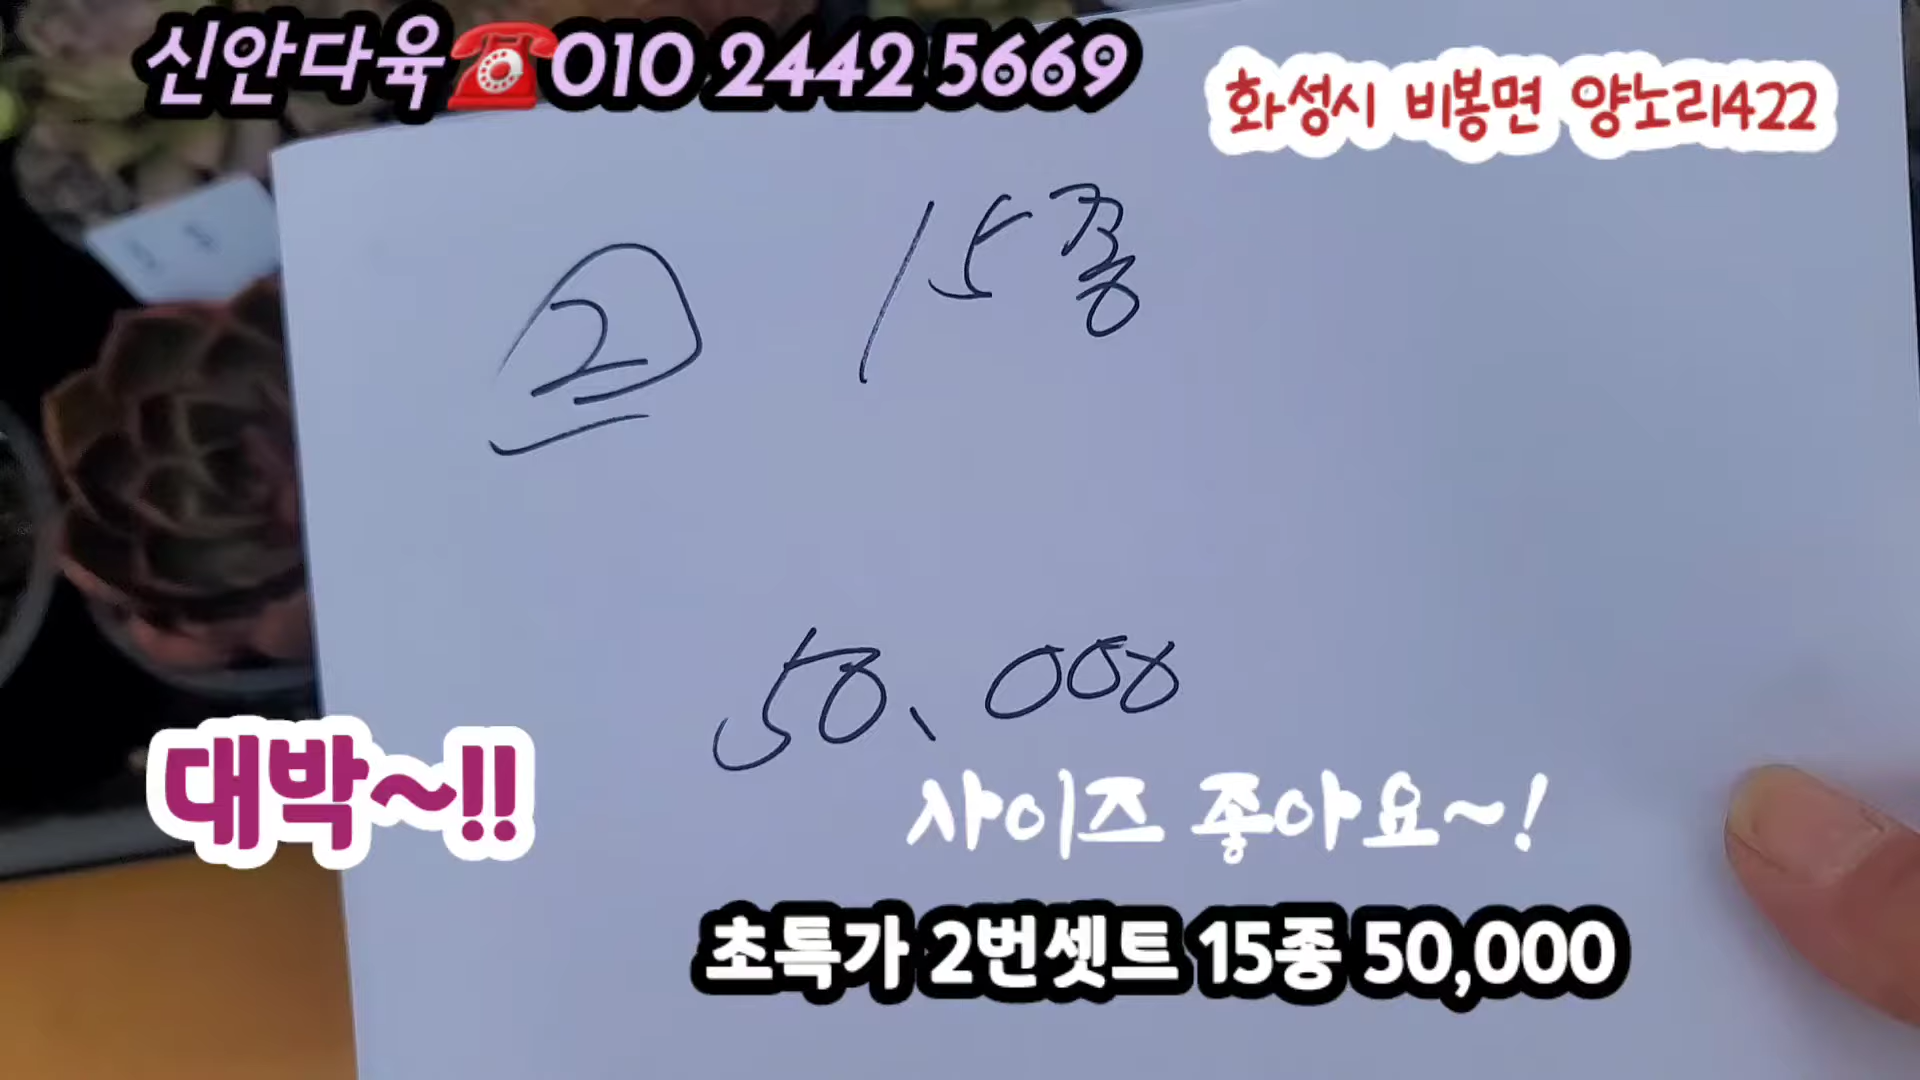 신안다육☎010 2442 5669
화성시 비봉면 양노리422
2 15종
50,000
대박~!!
사이즈 좋아요~!
초특가 2번셋트 15종 50,000